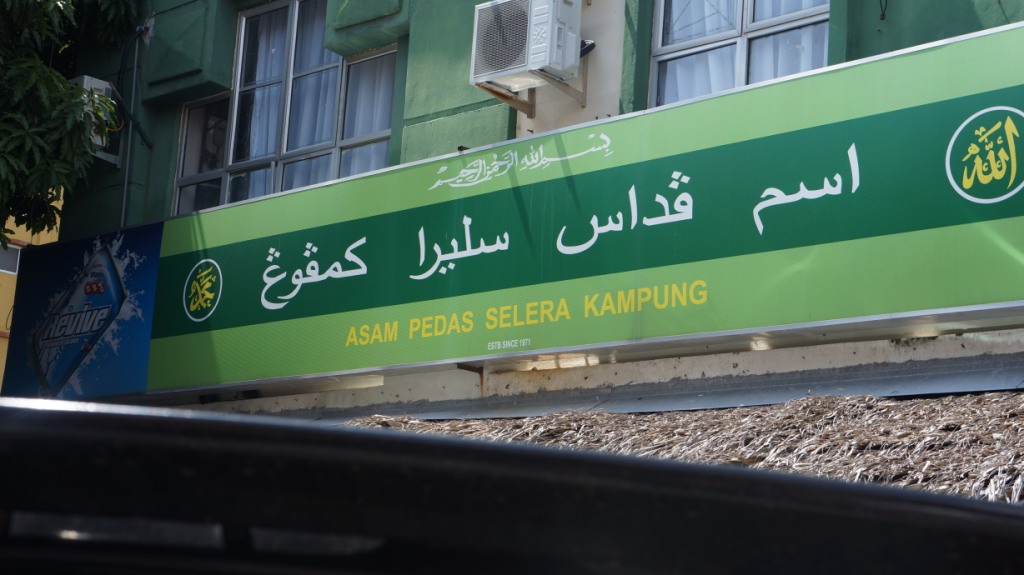 بسم الله الرحمن الرحيم
الله
اسم ڤداس سليرا كمڤوڠ
محمد
ASAM PEDAS SELERA KAMPUNG
ESTB SINCE 1971
Revive